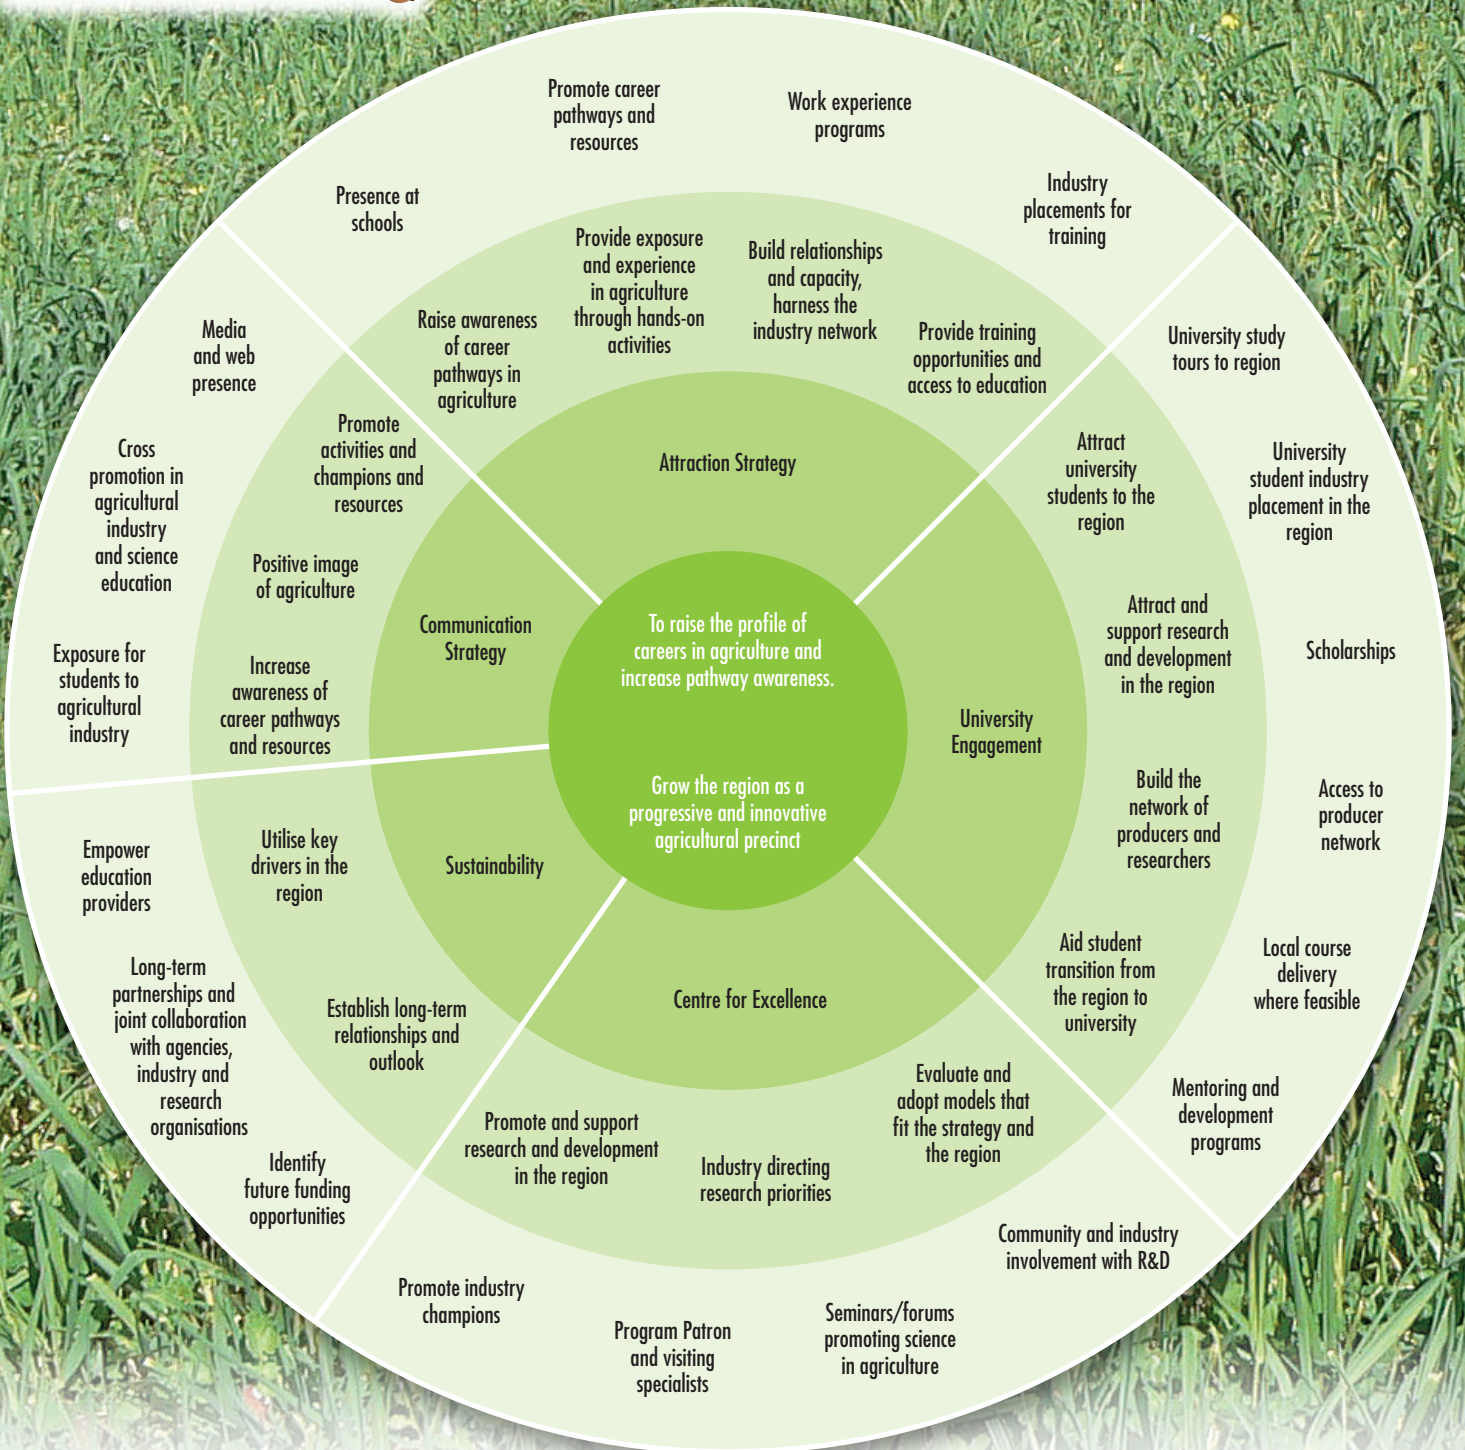 Promote career
pathways and
resources
Work experience
programs
Presence at
schools
Industry
placements for
training
Provide exposure
and experience
in agriculture
through hands-on
activities
Build relationships
and capacity,
harness the
industry network
Raise awareness
of career
pathways in
agriculture
Provide training
opportunities and
access to education
Attraction Strategy
Media
and web
presence
Cross
promotion in
agricultural
industry
and science
education
Exposure for
students to
agricultural
industry
Promote
activities and
champions and
resources
Positive image
of agriculture
Increase
awareness of
career pathways
and resources
Communication
Strategy
To raise the profile of
careers in agriculture and
increase pathway awareness.
Grow the region as a
progressive and innovative
agricultural precinct
University
Engagement
Attract
university
students to the
region
Attract and
support research
and development
in the region
Build the
network of
producers and
researchers
Aid student
transition from
the region to
university
University study
tours to region
University
student industry
placement in the
region
Scholarships
Access to
producer
network
Local course
delivery
where feasible
Mentoring and
development
programs
Sustainability
Utilise key
drivers in the
region
Establish long-term
relationships and
outlook
Empower
education
providers
Long-term
partnerships and
joint collaboration
with agencies,
industry and
research
organisations
Identify
future funding
opportunities
Centre for Excellence
Promote and support
research and development
in the region
Industry directing
research priorities
Evaluate and
adopt models that
fit the strategy and
the region
Promote industry
champions
Program Patron
and visiting
specialists
Seminars/forums
promoting science
in agriculture
Community and industry
involvement with R&D